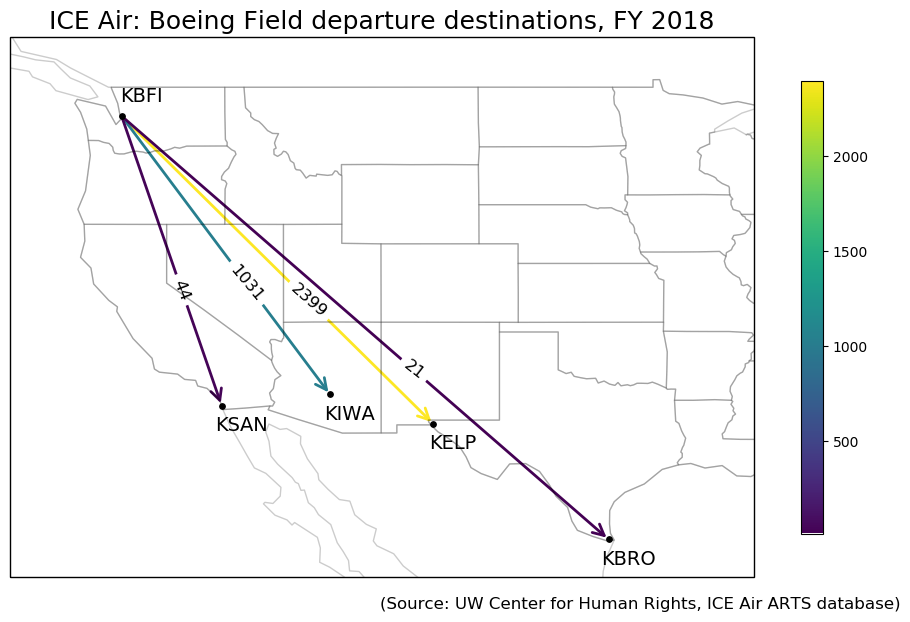 ICE Air: Boeing Field departure destinations, FY 2018
KBFI
2000
1500
44
1031
2399
1000
21
KIWA
KSAN
KELP
500
KBRO
(Source: UW Center for Human Rights, ICE Air ARTS database)